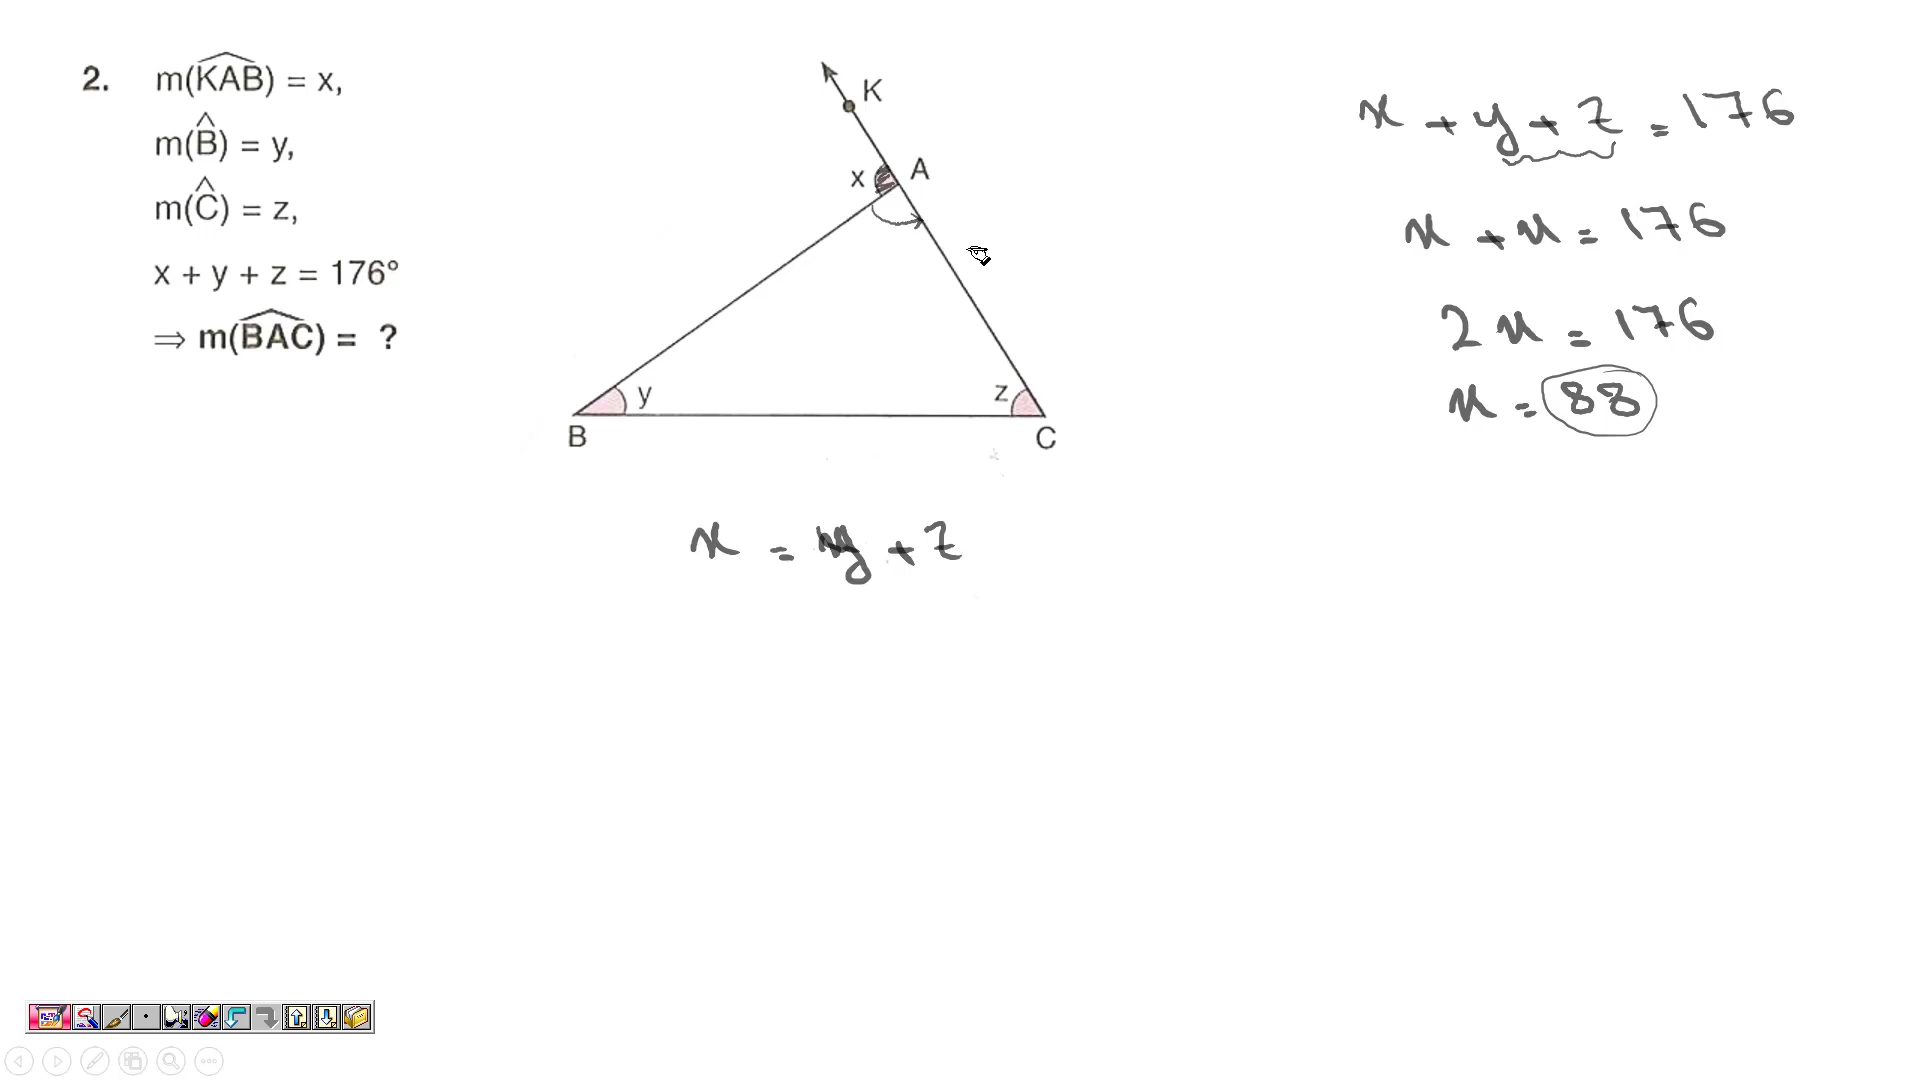 2. m(KAB) = x,
m(B) = y,
m(C) = z,
x + y + z = 176°
⇒ m(BAC) = ?
K
A
x
y
z
B
C
x = y + z
x + y + z = 176
x + x = 176
2x = 176
x = 88